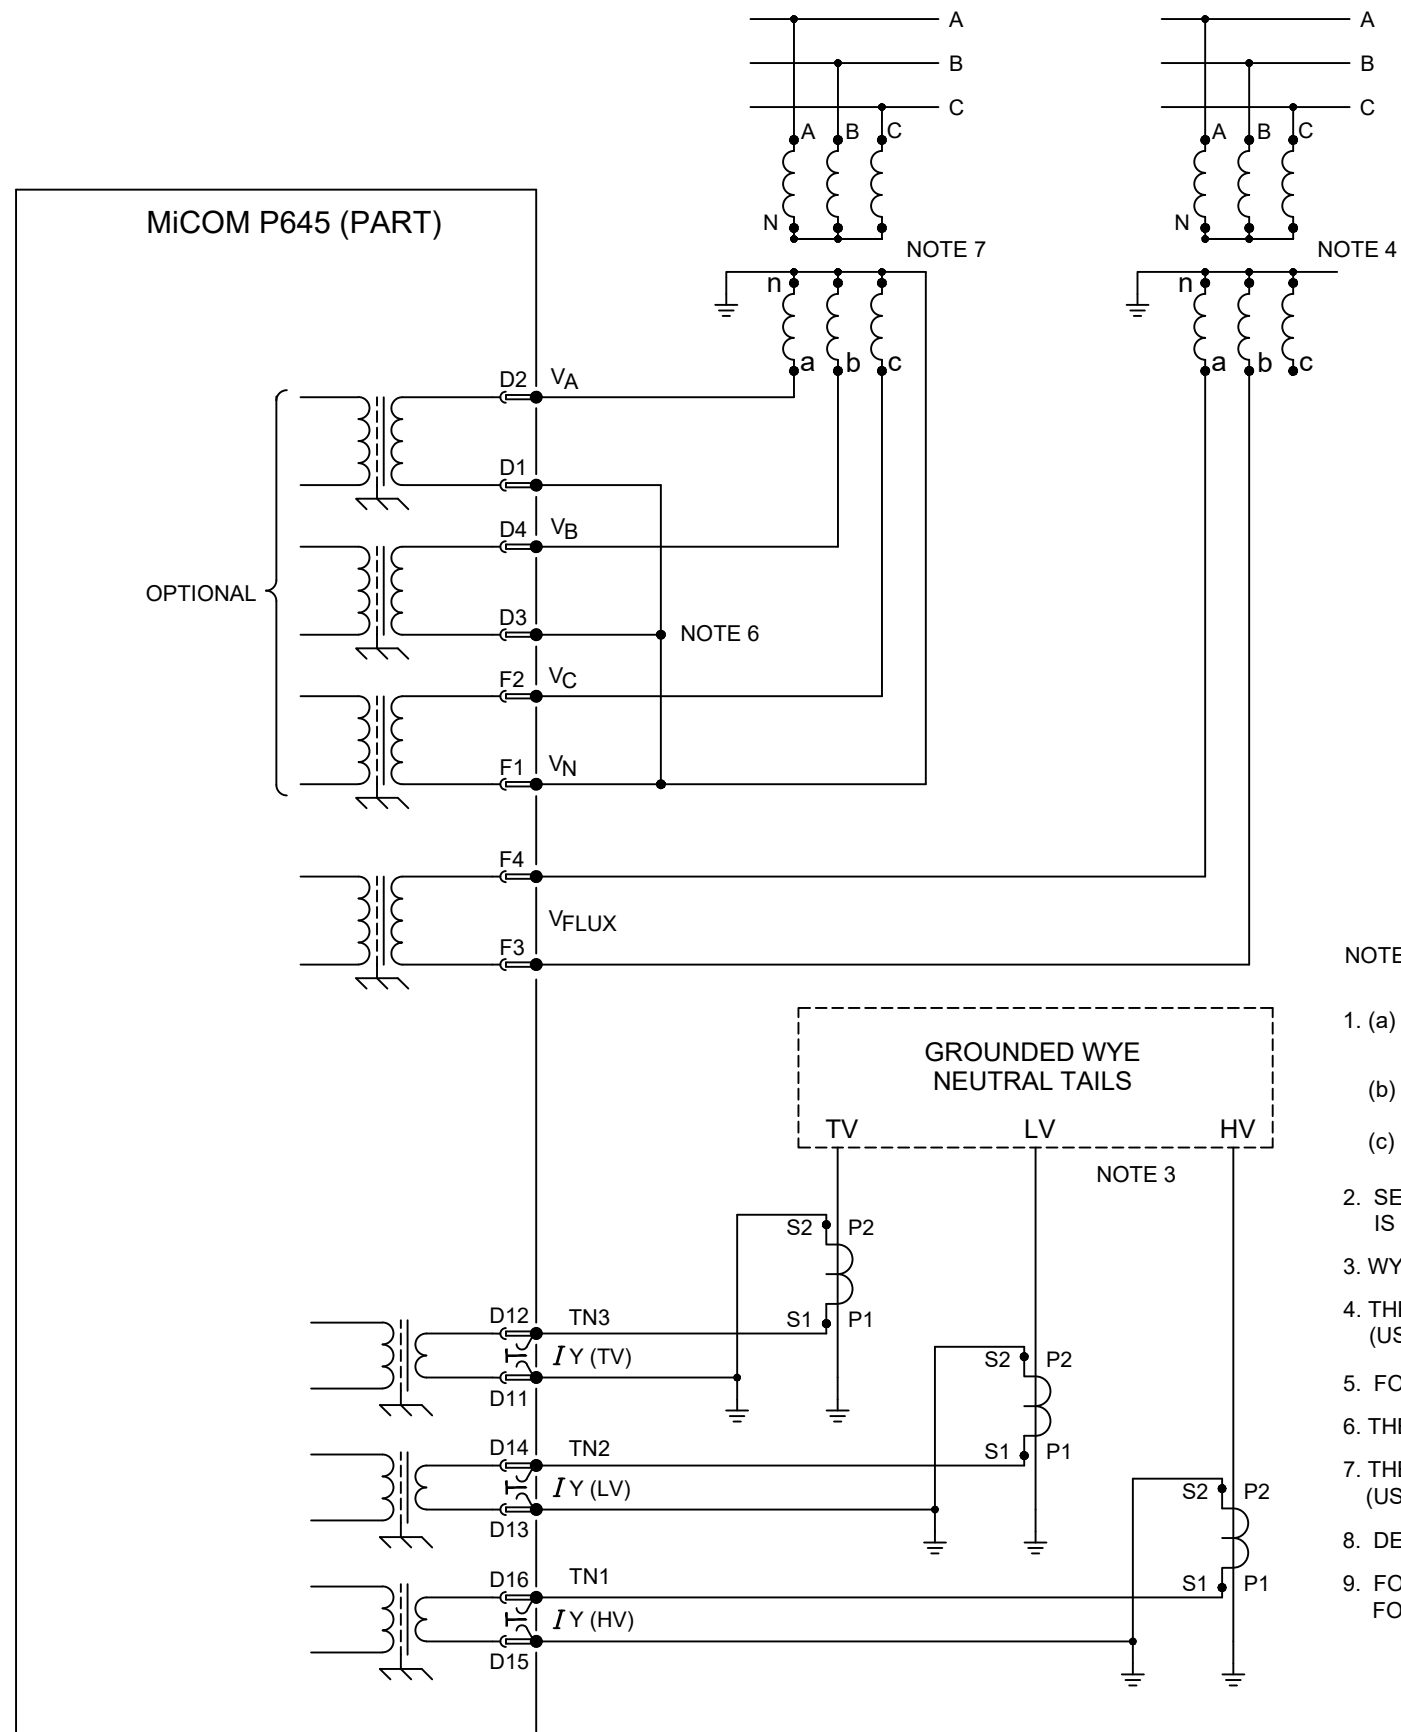 A
B
C
A
B
C
A B C
N
NOTE 7
A B C
N
NOTE 4
MiCOM P645 (PART)
n
a b c
n
a b c
D2 VA
D1
D4 VB
OPTIONAL
D3
NOTE 6
F2 VC
F1 VN
F4
VFLUX
F3
NOTE
GROUNDED WYE
NEUTRAL TAILS
TV LV HV
NOTE 3
1. (a)
(b)
(c)
2. SE
IS
3. WY
4. THE
(US
5. FO
6. THE
7. THE
(US
8. DE
9. FO
FO
S2 P2
S1 P1
D12 TN3
I Y (TV)
D11
S2 P2
S1 P1
D14 TN2
I Y (LV)
D13
S2 P2
S1 P1
D16 TN1
I Y (HV)
D15